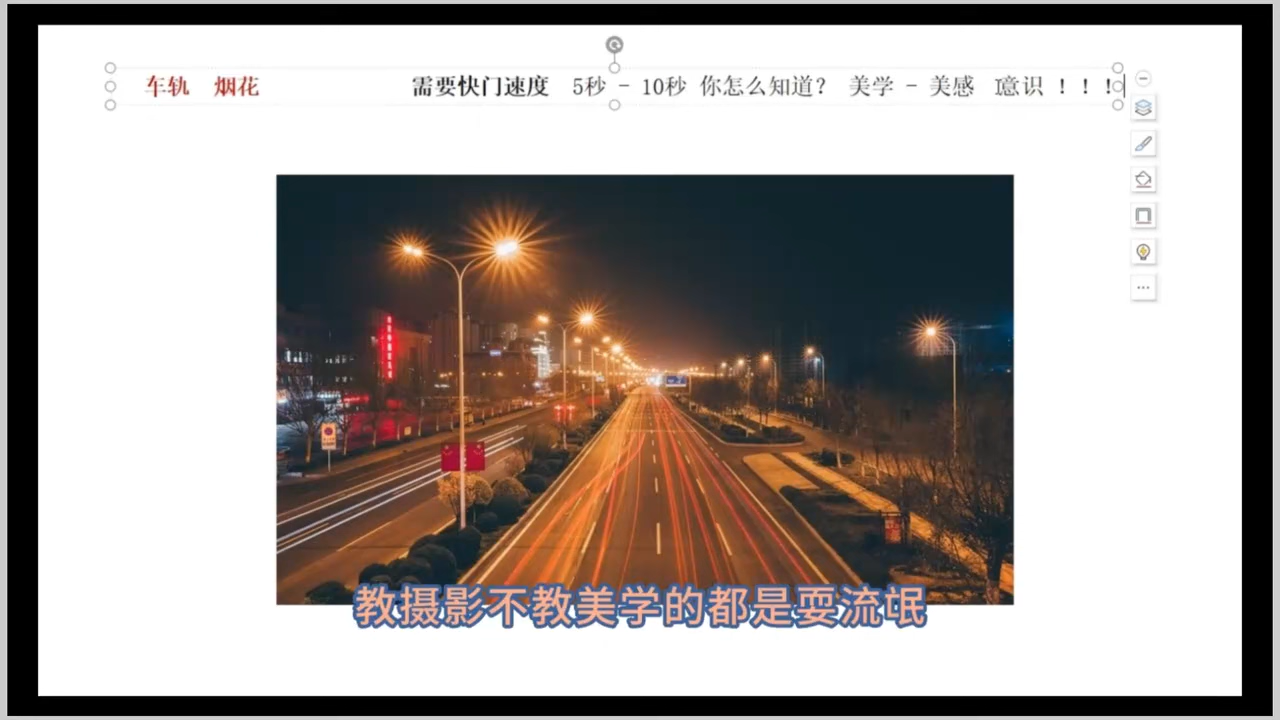 车轨 烟花 需要快门速度 5秒 - 10秒 你怎么知道？ 美学 - 美感 意识 ！！！
教摄影不教美学的都是耍流氓